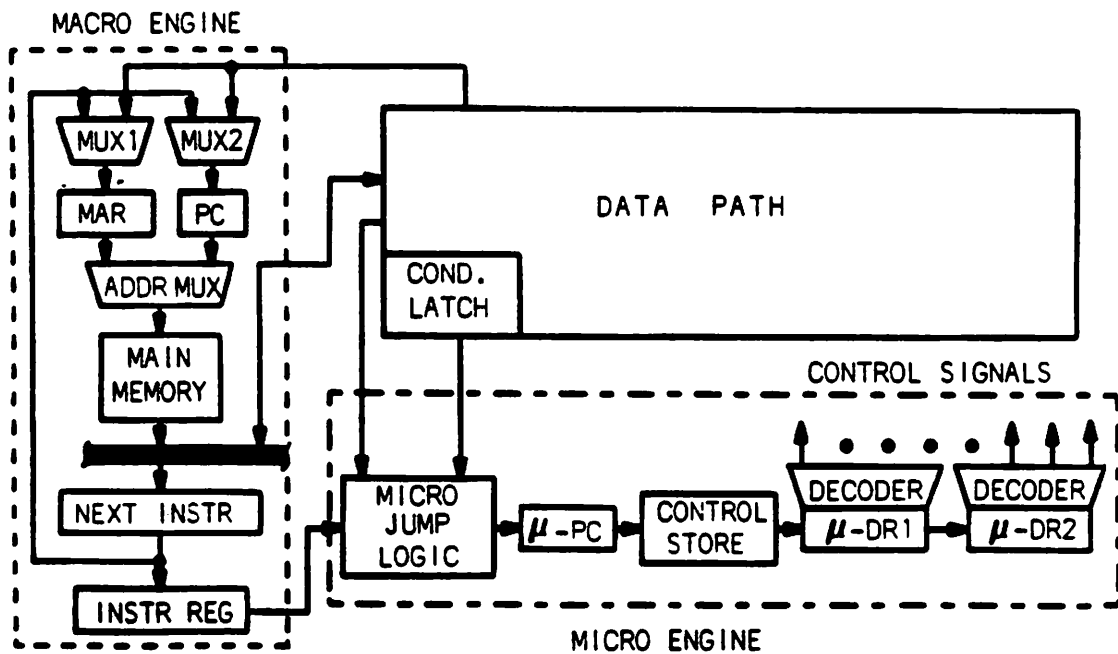 MACRO ENGINE
MUX1
MUX2
MAR
PC
ADDR MUX
MAIN
MEMORY
NEXT INSTR
INSTR REG
DATA PATH
COND.
LATCH
CONTROL SIGNALS
MICRO
JUMP
LOGIC
μ-PC
CONTROL
STORE
DECODER
μ-DR1
DECODER
μ-DR2
MICRO ENGINE